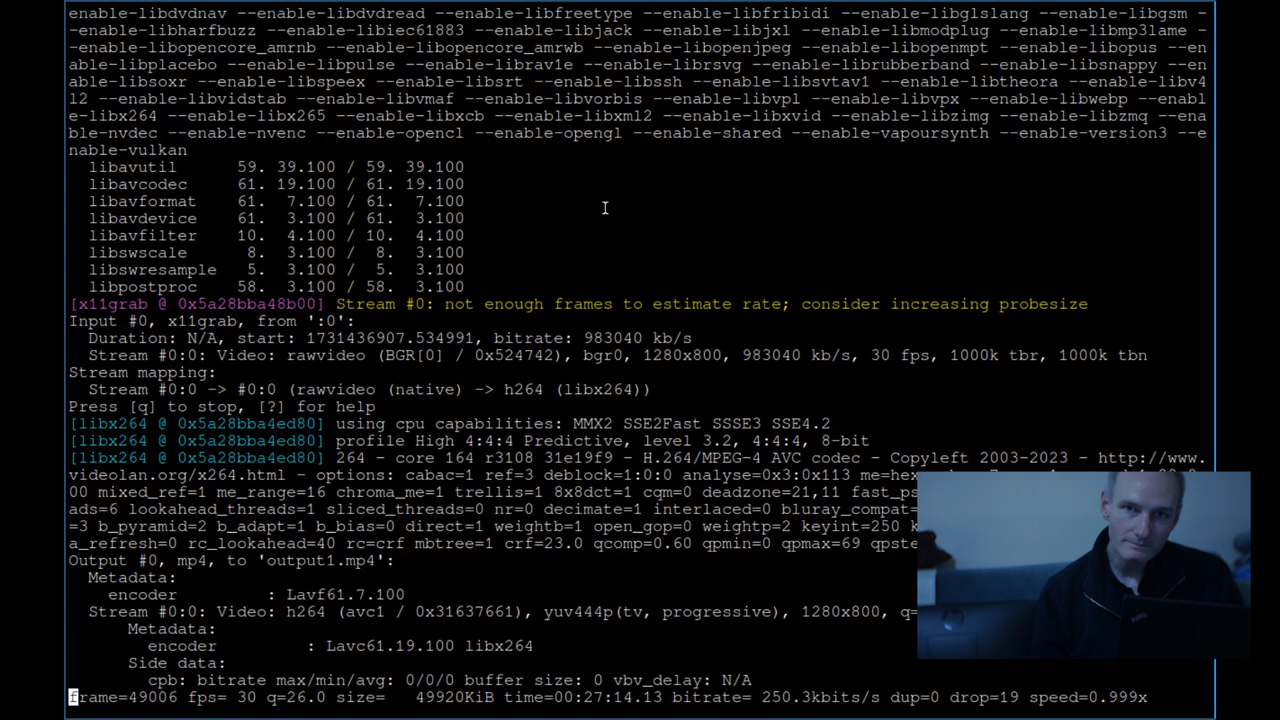 enable-libdvdnav --enable-libdvdread --enable-libfreetype --enable-libfribidi --enable-libglslang --enable-libgsm -
-enable-libharfbuzz --enable-libiec61883 --enable-libjack --enable-libjxl --enable-libmodplug --enable-libmp3lame -
-enable-libopencore_amrnb --enable-libopencore_amrwb --enable-libopenjpeg --enable-libopenmpt --enable-libopus --en
able-libplacebo --enable-libpulse --enable-librav1e --enable-librsvg --enable-librubberband --enable-libsnappy --en
able-libsoxr --enable-libspeex --enable-libsrt --enable-libssh --enable-libsvtav1 --enable-libtheora --enable-libv4
l2 --enable-libvidstab --enable-libvmaf --enable-libvorbis --enable-libvpl --enable-libvpx --enable-libwebp --enabl
e-libx264 --enable-libx265 --enable-libxcb --enable-libxml2 --enable-libxvid --enable-libzimg --enable-libzmq --ena
ble-nvdec --enable-nvenc --enable-opencl --enable-opengl --enable-shared --enable-vapoursynth --enable-version3 --e
nable-vulkan
libavutil 59. 39.100 / 59. 39.100
libavcodec 61. 19.100 / 61. 19.100
libavformat 61. 7.100 / 61. 7.100
libavdevice 61. 3.100 / 61. 3.100
libavfilter 10. 4.100 / 10. 4.100
libswscale 8. 3.100 / 8. 3.100
libswresample 5. 3.100 / 5. 3.100
libpostproc 58. 3.100 / 58. 3.100
[x11grab @ 0x5a28bba48b00] Stream #0: not enough frames to estimate rate; consider increasing probesize
Input #0, x11grab, from ':0':
Duration: N/A, start: 1731436907.534991, bitrate: 983040 kb/s
Stream #0:0: Video: rawvideo (BGR[0] / 0x524742), bgr0, 1280x800, 983040 kb/s, 30 fps, 1000k tbr, 1000k tbn
Stream mapping:
Stream #0:0 -> #0:0 (rawvideo (native) -> h264 (libx264))
Press [q] to stop, [?] for help
[libx264 @ 0x5a28bba4ed80] using cpu capabilities: MMX2 SSE2Fast SSSE3 SSE4.2
[libx264 @ 0x5a28bba4ed80] profile High 4:4:4 Predictive, level 3.2, 4:4:4, 8-bit
[libx264 @ 0x5a28bba4ed80] 264 - core 164 r3108 31e19f9 - H.264/MPEG-4 AVC codec - Copyleft 2003-2023 - http://www.
videolan.org/x264.html - options: cabac=1 ref=3 deblock=1:0:0 analyse=0x3:0x113 me=hex
00 mixed_ref=1 me_range=16 chroma_me=1 trellis=1 8x8dct=1 cqm=0 deadzone=21,11 fast_ps
ads=6 lookahead_threads=1 sliced_threads=0 nr=0 decimate=1 interlaced=0 bluray_compat=
=3 b_pyramid=2 b_adapt=1 b_bias=0 direct=1 weightb=1 open_gop=0 weightp=2 keyint=250
a_refresh=0 rc_lookahead=40 rc=crf mbtree=1 crf=23.0 qcomp=0.60 qpmin=0 qpmax=69 qpste
Output #0, mp4, to 'output1.mp4':
Metadata:
encoder : Lavf61.7.100
Stream #0:0: Video: h264 (avc1 / 0x31637661), yuv444p(tv, progressive), 1280x800, q=
Metadata:
encoder : Lavc61.19.100 libx264
Side data:
cpb: bitrate max/min/avg: 0/0/0 buffer size: 0 vbv_delay: N/A
frame=49006 fps= 30 q=26.0 size= 49920KiB time=00:27:14.13 bitrate= 250.3kbits/s dup=0 drop=19 speed=0.999x